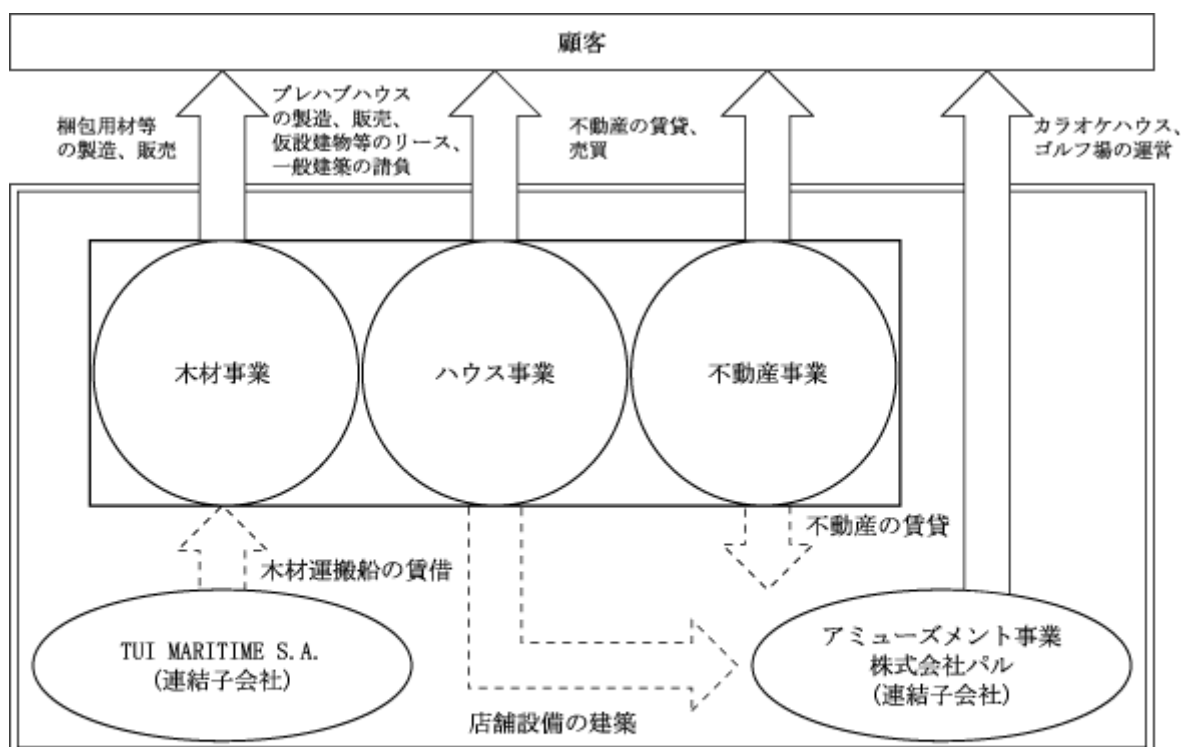 顧客
梱包用材等
の製造、販売
プレハブハウス
の製造、販売、
仮設建物等のリース、
一般建築の請負
不動産の賃貸、
売買
カラオケハウス、
ゴルフ場の運営
木材事業
ハウス事業
不動産事業
木材運搬船の賃借
不動産の賃貸
TUI MARITIME S.A.
(連結子会社)
アミューズメント事業
株式会社パル
(連結子会社)
店舗設備の建築